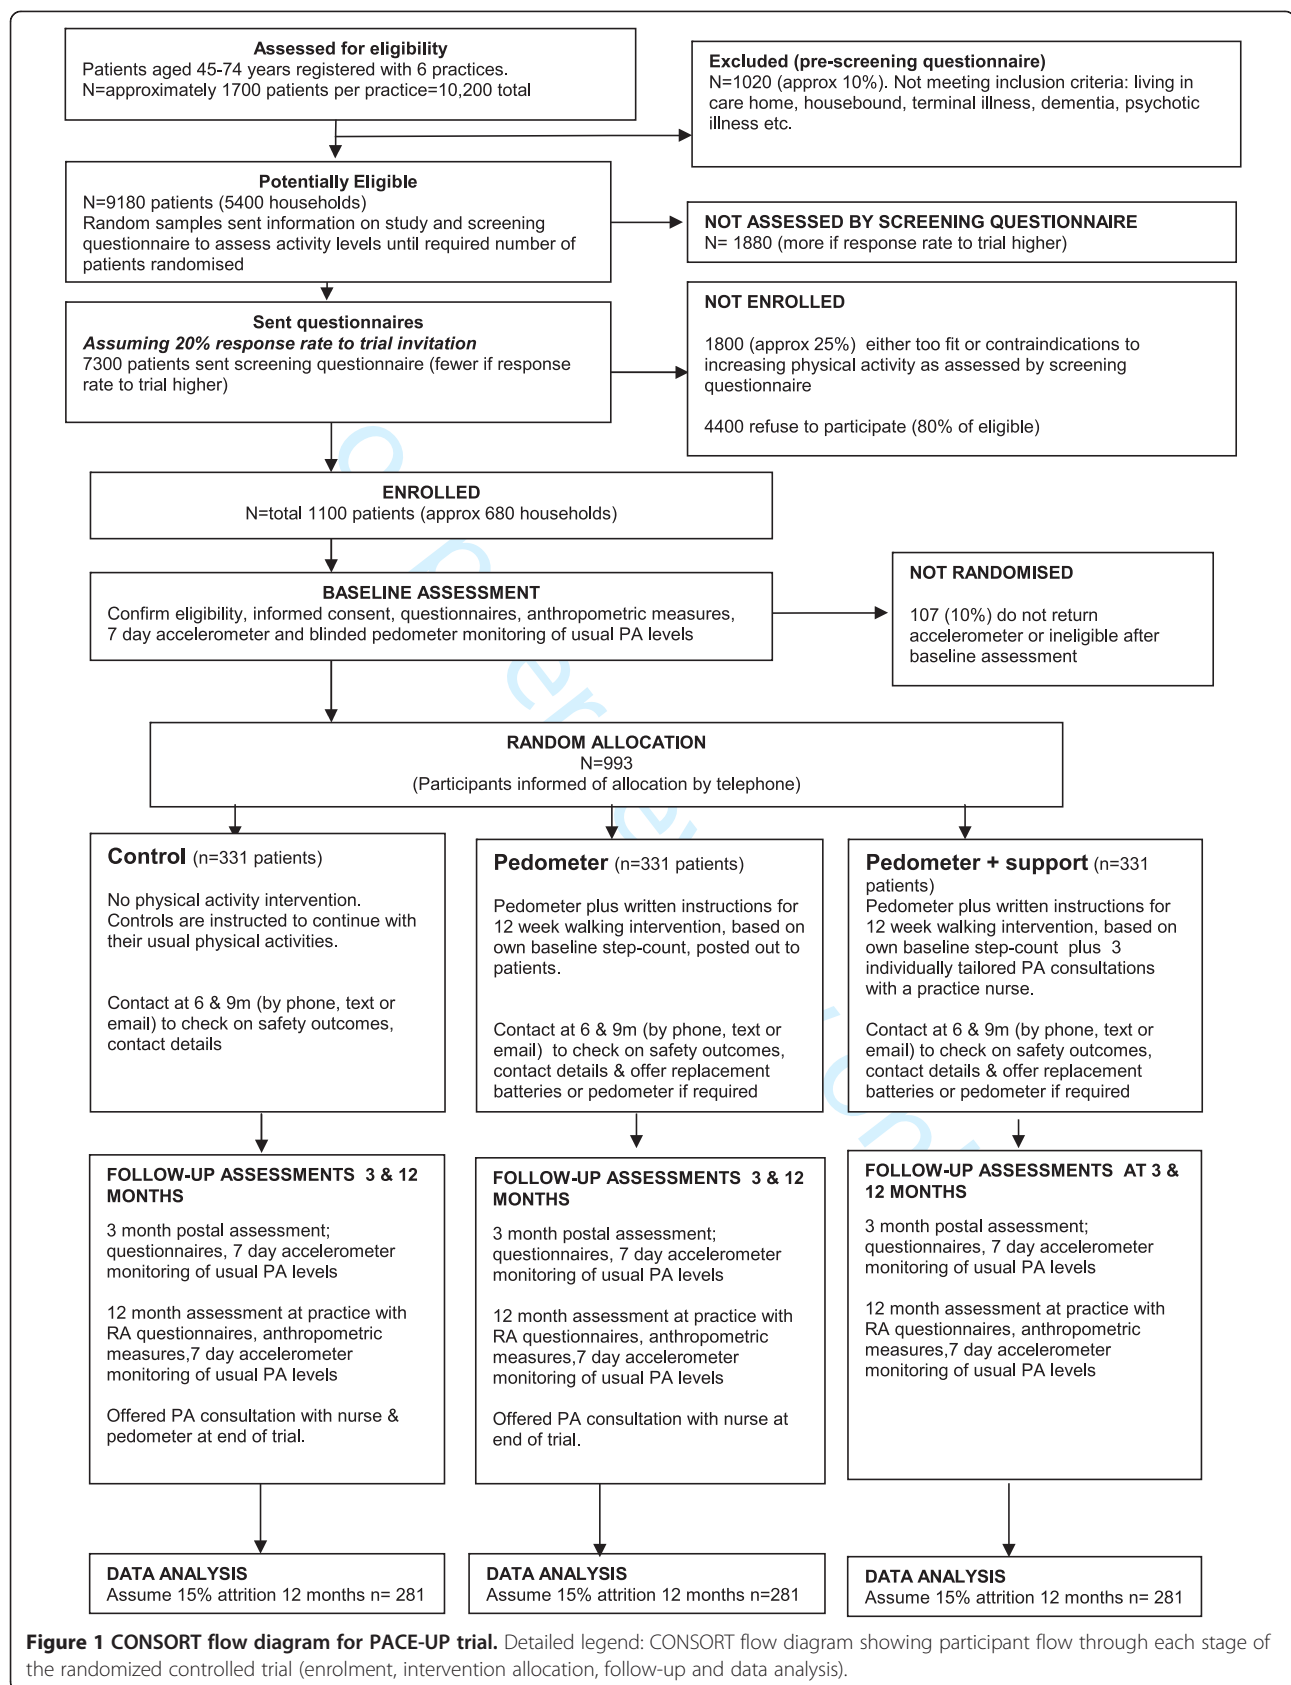 Assessed for eligibility
Patients aged 45-74 years registered with 6 practices.
N=approximately 1700 patients per practice=10,200 total
Excluded (pre-screening questionnaire)
N=1020 (approx 10%). Not meeting inclusion criteria: living in
care home, housebound, terminal illness, dementia, psychotic
illness etc.
Potentially Eligible
N=9180 patients (5400 households)
Random samples sent information on study and screening
questionnaire to assess activity levels until required number of
patients randomised
NOT ASSESSED BY SCREENING QUESTIONNAIRE
N= 1880 (more if response rate to trial higher)
Sent questionnaires
Assuming 20% response rate to trial invitation
7300 patients sent screening questionnaire (fewer if response
rate to trial higher)
NOT ENROLLED
1800 (approx 25%) either too fit or contraindications to
increasing physical activity as assessed by screening
questionnaire
4400 refuse to participate (80% of eligible)
ENROLLED
N=total 1100 patients (approx 680 households)
BASELINE ASSESSMENT
Confirm eligibility, informed consent, questionnaires, anthropometric measures,
7 day accelerometer and blinded pedometer monitoring of usual PA levels
NOT RANDOMISED
107 (10%) do not return
accelerometer or ineligible after
baseline assessment
RANDOM ALLOCATION
N=993
(Participants informed of allocation by telephone)
Control (n=331 patients)
No physical activity intervention.
Controls are instructed to continue with
their usual physical activities.
Contact at 6 & 9m (by phone, text or
email) to check on safety outcomes,
contact details
Pedometer (n=331 patients)
Pedometer plus written instructions for
12 week walking intervention, based on
own baseline step-count, posted out to
patients.
Contact at 6 & 9m (by phone, text or
email) to check on safety outcomes,
contact details & offer replacement
batteries or pedometer if required
Pedometer + support (n=331
patients)
Pedometer plus written instructions for
12 week walking intervention, based on
own baseline step-count plus 3
individually tailored PA consultations
with a practice nurse.
Contact at 6 & 9m (by phone, text or
email) to check on safety outcomes,
contact details & offer replacement
batteries or pedometer if required
FOLLOW-UP ASSESSMENTS 3 & 12
MONTHS
3 month postal assessment;
questionnaires, 7 day accelerometer
monitoring of usual PA levels
12 month assessment at practice with
RA questionnaires, anthropometric
measures,7 day accelerometer
monitoring of usual PA levels
Offered PA consultation with nurse &
pedometer at end of trial.
FOLLOW-UP ASSESSMENTS 3 & 12
MONTHS
3 month postal assessment;
questionnaires, 7 day accelerometer
monitoring of usual PA levels
12 month assessment at practice with
RA questionnaires, anthropometric
measures,7 day accelerometer
monitoring of usual PA levels
Offered PA consultation with nurse at
end of trial.
FOLLOW-UP ASSESSMENTS AT 3 &
12 MONTHS
3 month postal assessment;
questionnaires, 7 day accelerometer
monitoring of usual PA levels
12 month assessment at practice with
RA questionnaires, anthropometric
measures,7 day accelerometer
monitoring of usual PA levels
DATA ANALYSIS
Assume 15% attrition 12 months n= 281
DATA ANALYSIS
Assume 15% attrition 12 months n=281
DATA ANALYSIS
Assume 15% attrition 12 months n= 281
Figure 1 CONSORT flow diagram for PACE-UP trial. Detailed legend: CONSORT flow diagram showing participant flow through each stage of
the randomized controlled trial (enrolment, intervention allocation, follow-up and data analysis).